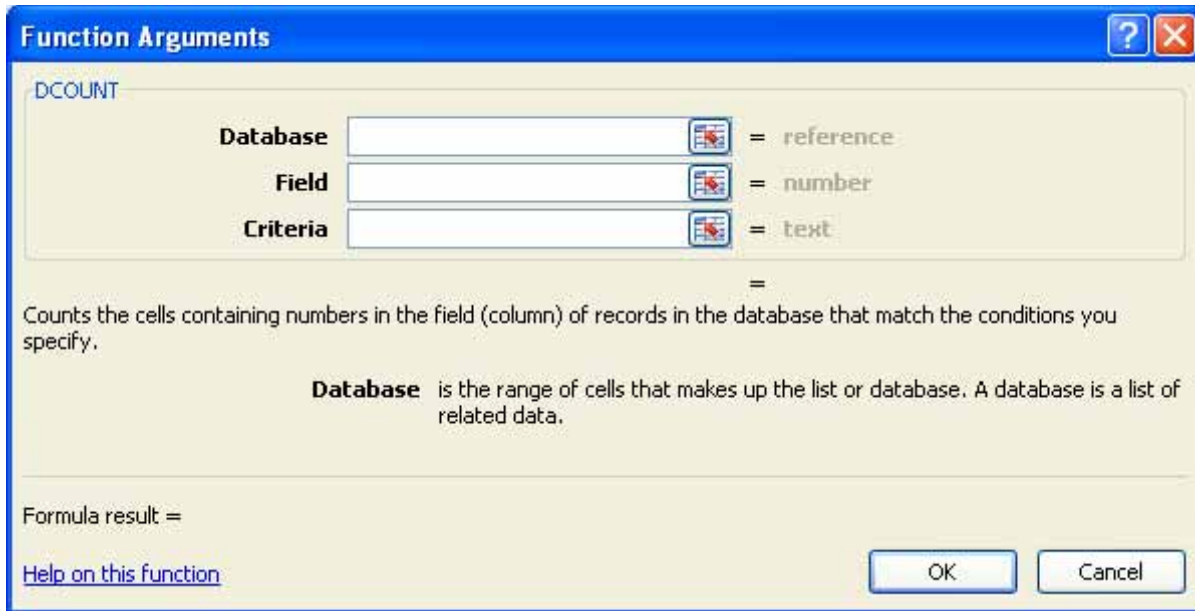 Function Arguments
DCOUNT
Database = reference
Field = number
Criteria = text
=
Counts the cells containing numbers in the field (column) of records in the database that match the conditions you
specify.
Database is the range of cells that makes up the list or database. A database is a list of
related data.
Formula result =
Help on this function OK Cancel